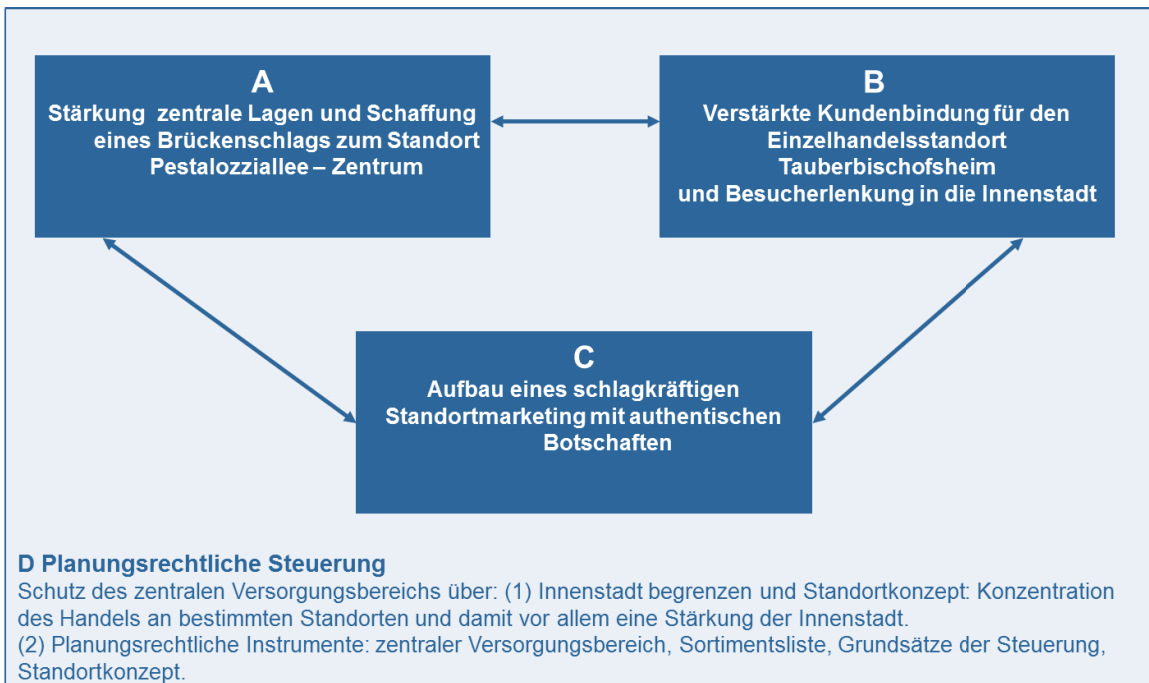 A
Stärkung zentrale Lagen und Schaffung
eines Brückenschlags zum Standort
Pestalozziallee – Zentrum
B
Verstärkte Kundenbindung für den
Einzelhandelsstandort
Tauberbischofsheim
und Besucherlenkung in die Innenstadt
C
Aufbau eines schlagkräftigen
Standortmarketing mit authentischen
Botschaften
D Planungsrechtliche Steuerung
Schutz des zentralen Versorgungsbereichs über: (1) Innenstadt begrenzen und Standortkonzept: Konzentration
des Handels an bestimmten Standorten und damit vor allem eine Stärkung der Innenstadt.
(2) Planungsrechtliche Instrumente: zentraler Versorgungsbereich, Sortimentsliste, Grundsätze der Steuerung,
Standortkonzept.